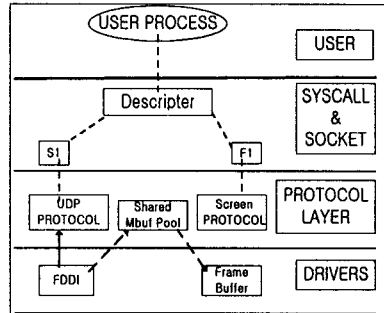 USER PROCESS
USER
Descripter
SYSCALL
&
SOCKET
S1
F1
UDP
PROTOCOL
Shared
Mbuf Pool
Screen
PROTOCOL
PROTOCOL
LAYER
FDDI
Frame
Buffer
DRIVERS